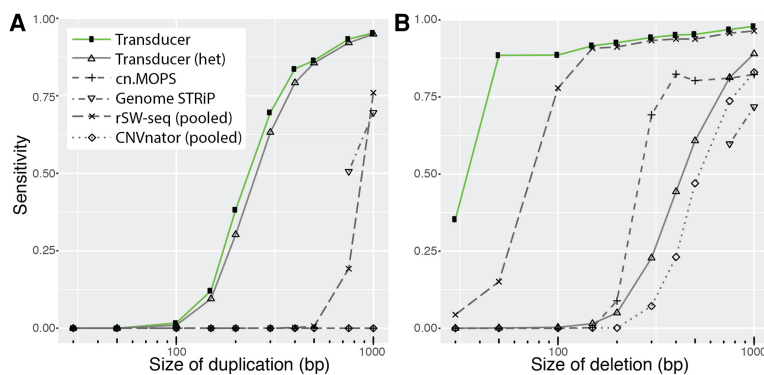 A
B
1.00
0.75
0.50
0.25
0.00
Sensitivity
Transducer
Transducer (het)
cn.MOPS
Genome STRiP
rSW-seq (pooled)
CNVnator (pooled)
100
1000
Size of duplication (bp)
1.00
0.75
0.50
0.25
0.00
100
1000
Size of deletion (bp)